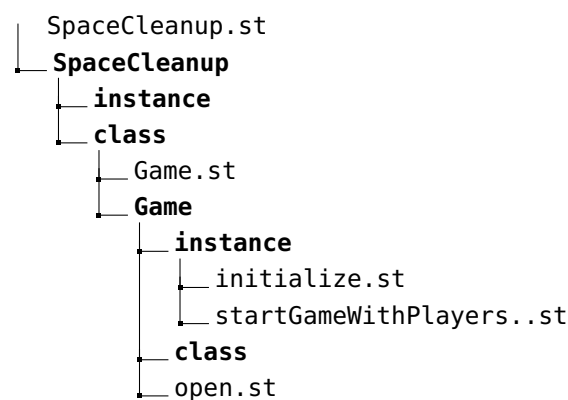 SpaceCleanup.st
SpaceCleanup
instance
class
Game.st
Game
instance
initialize.st
startGameWithPlayers..st
class
open.st